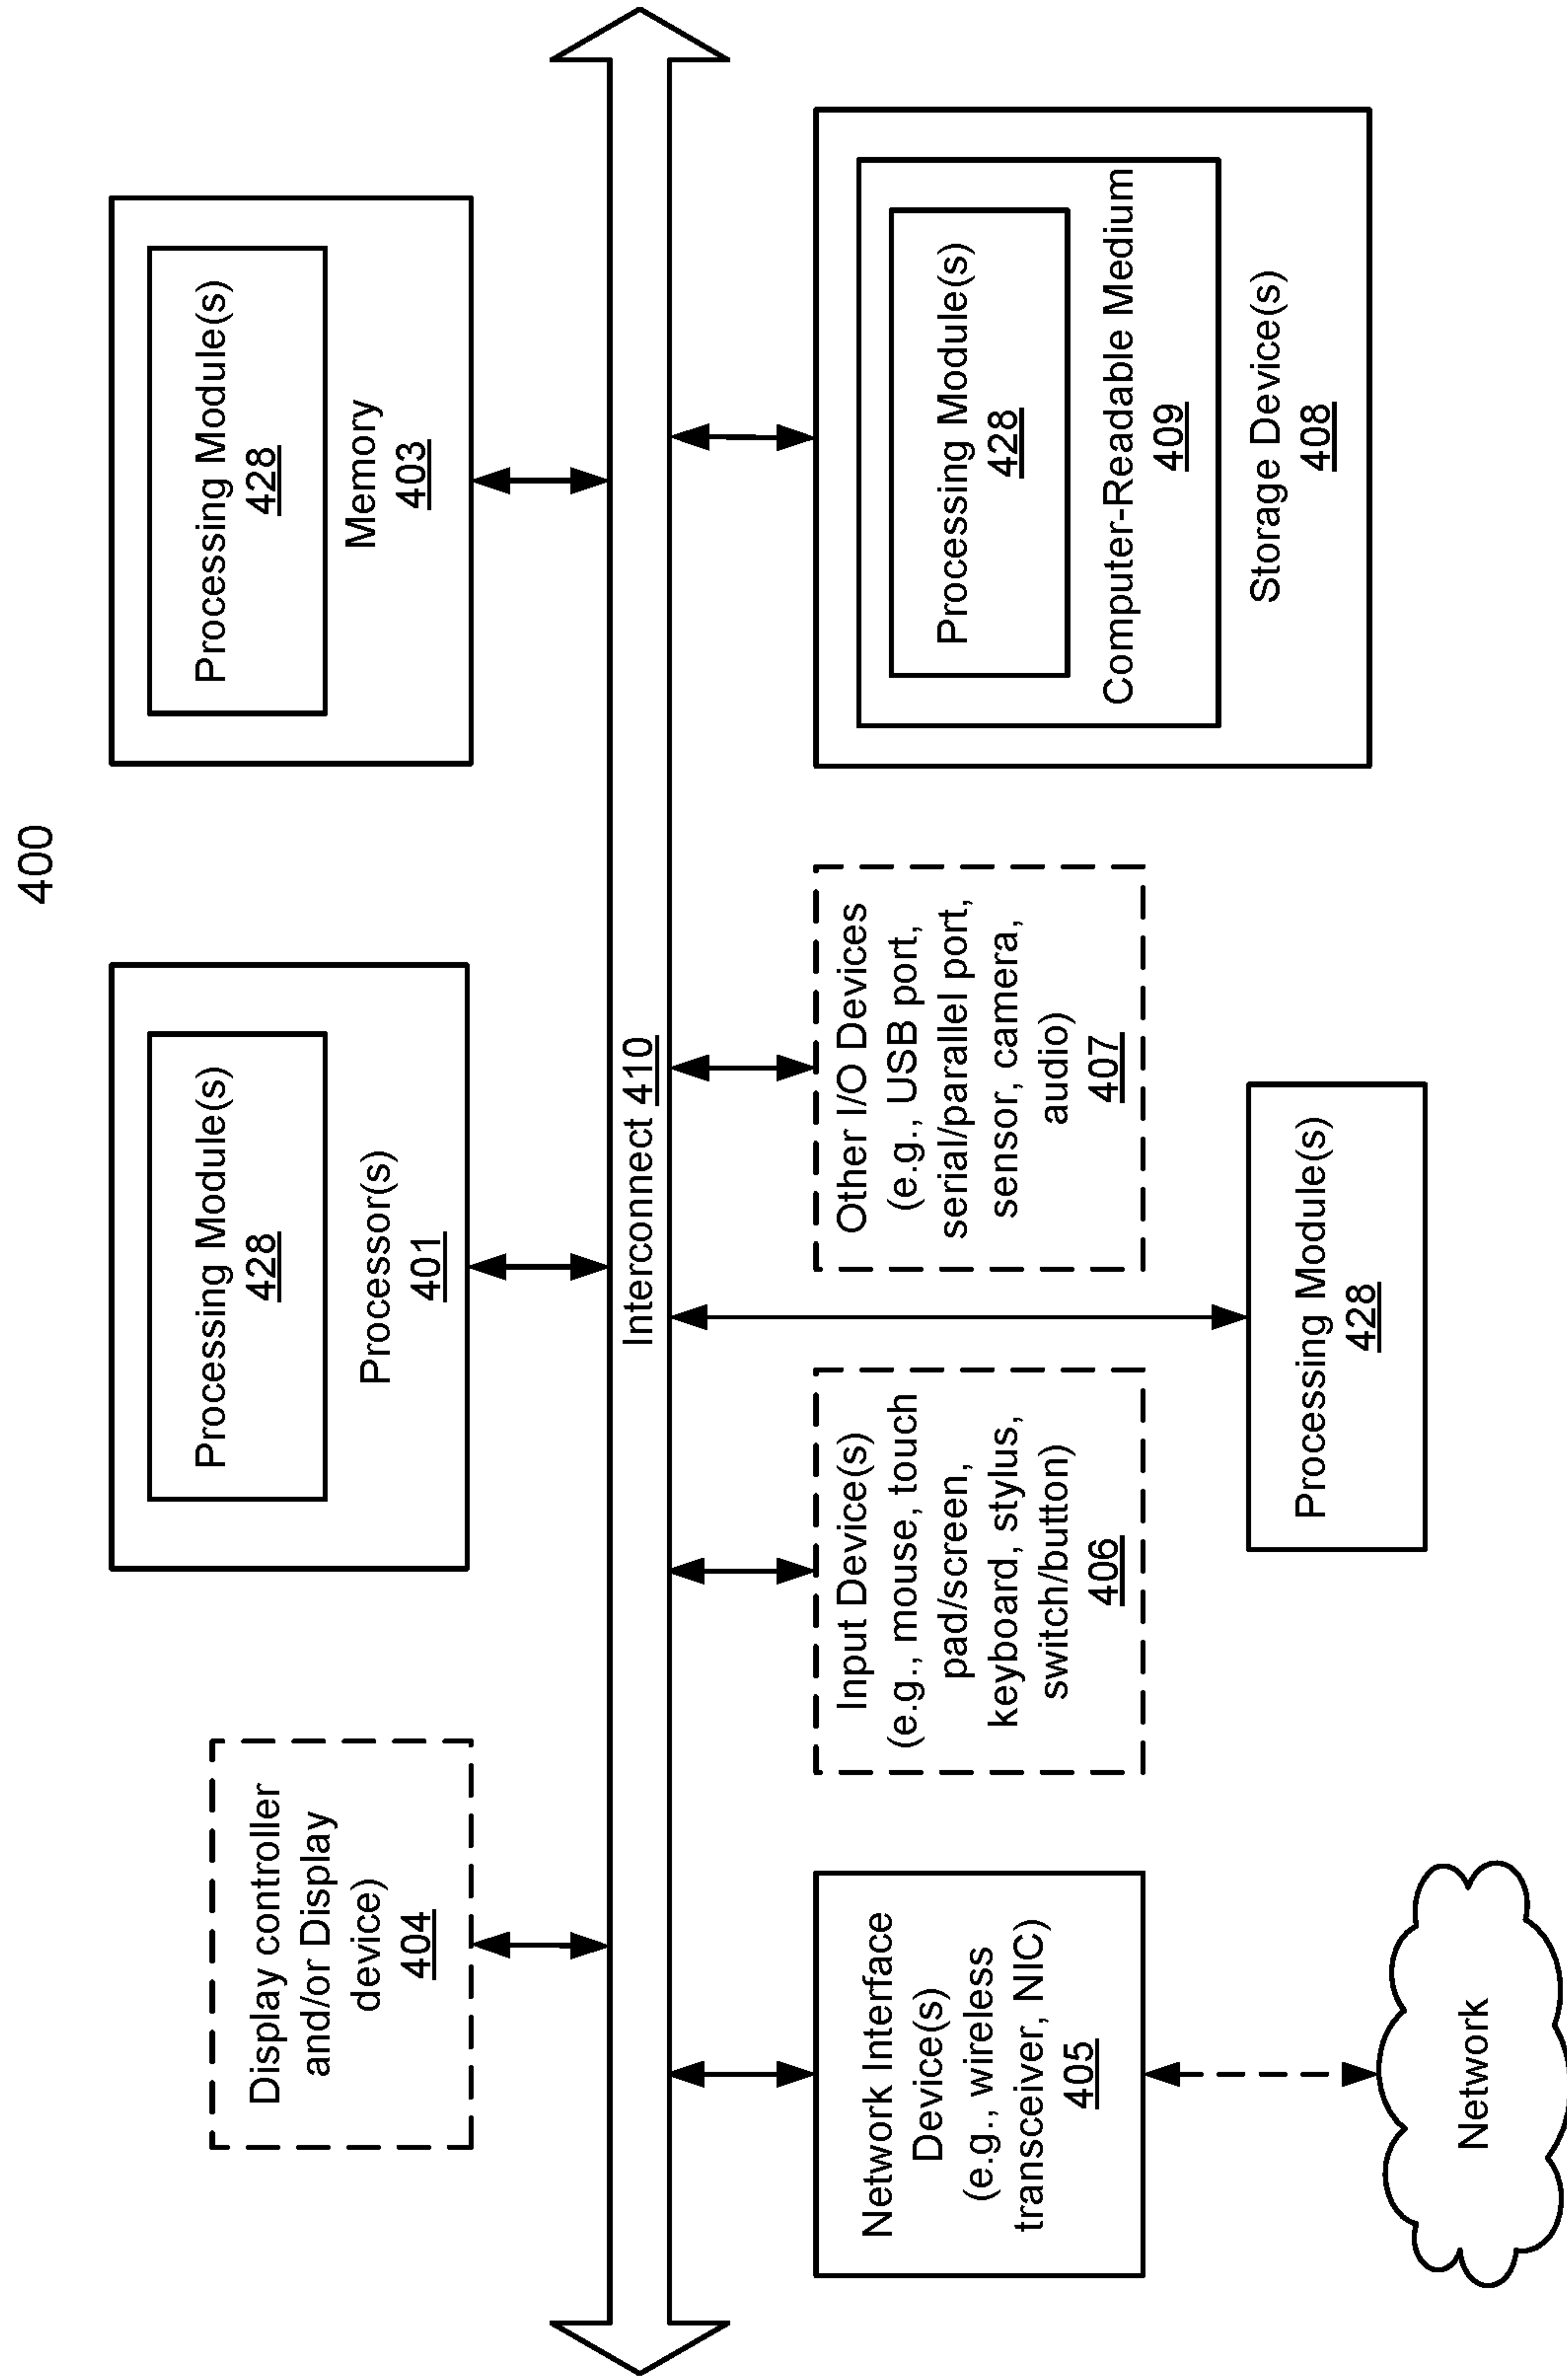 400
Processing Module(s)
428
Processor(s)
401
Processing Module(s)
428
Memory
403
Display controller
and/or Display
device)
404
Interconnect 410
Network Interface
Device(s)
(e.g., wireless
transceiver, NIC)
405
Input Device(s)
(e.g., mouse, touch
pad/screen,
keyboard, stylus,
switch/button)
406
Other I/O Devices
(e.g., USB port,
serial/parallel port,
sensor, camera,
audio)
407
Processing Module(s)
428
Computer-Readable Medium
409
Storage Device(s)
408
Processing Module(s)
428
Network